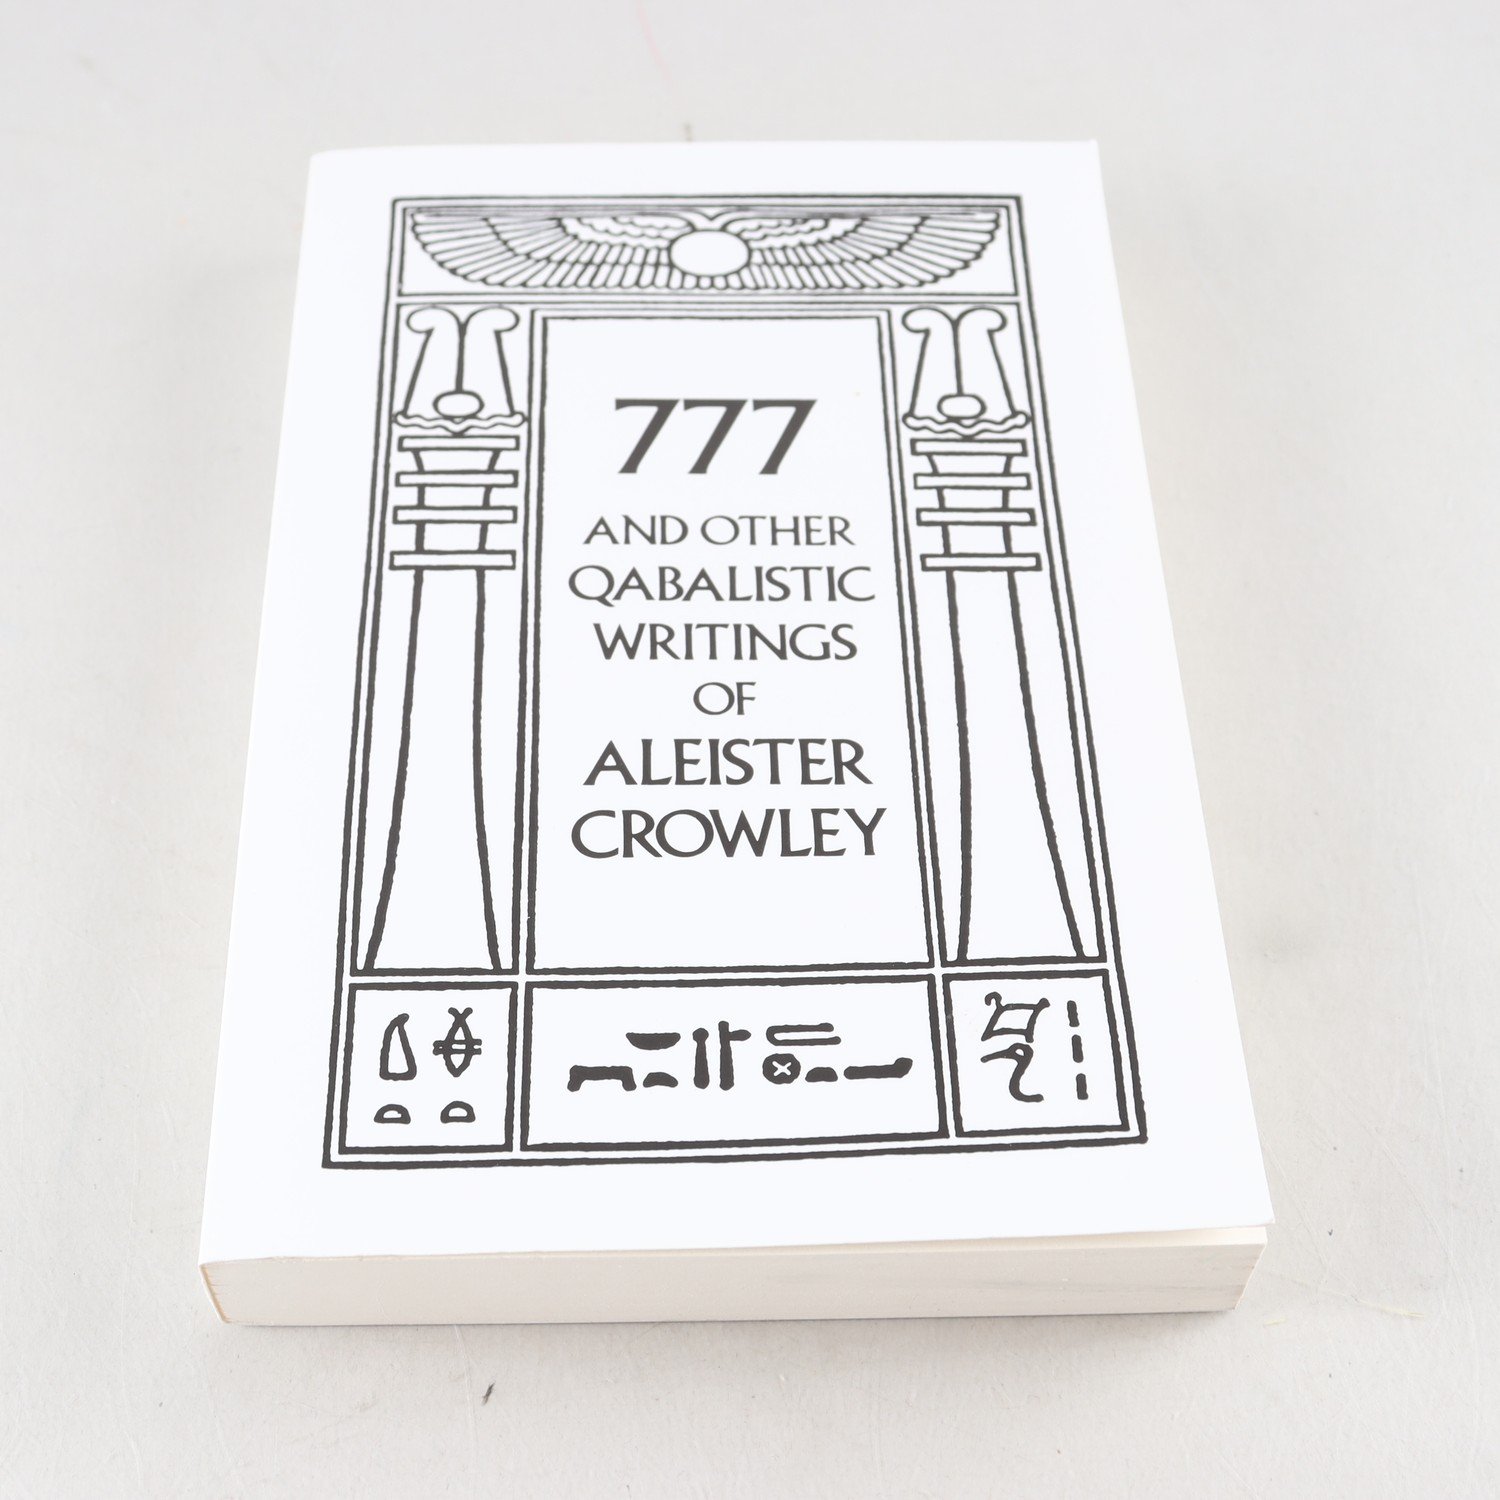 777
AND OTHER
QABALISTIC
WRITINGS
OF
ALEISTER
CROWLEY